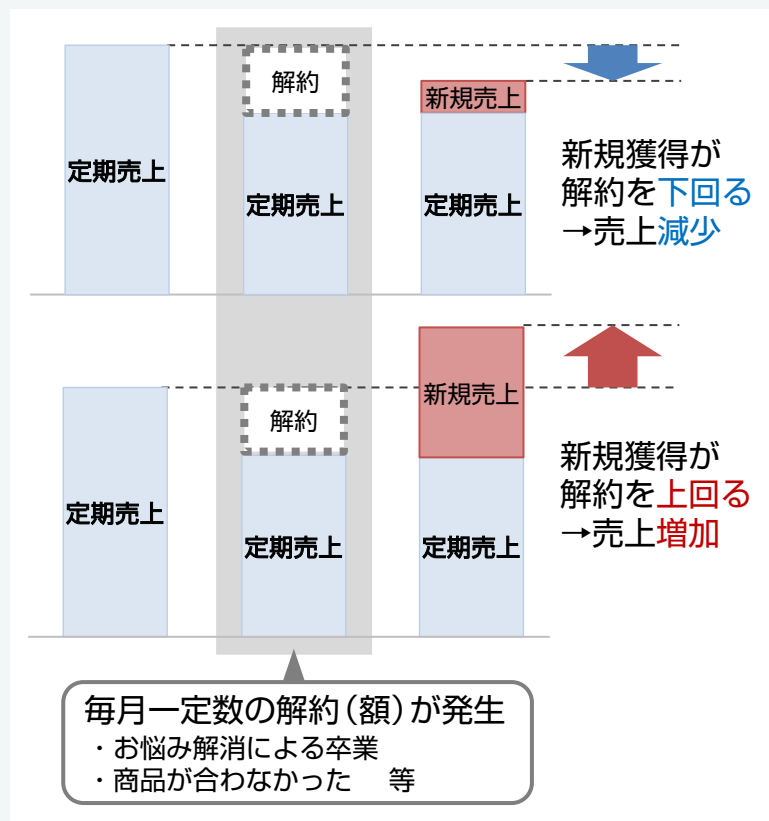 定期売上
解約
定期売上
新規売上
定期売上
新規獲得が
解約を下回る
→売上減少
定期売上
解約
定期売上
新規売上
定期売上
新規獲得が
解約を上回る
→売上増加
毎月一定数の解約（額）が発生
・お悩み解消による卒業
・商品が合わなかった　等